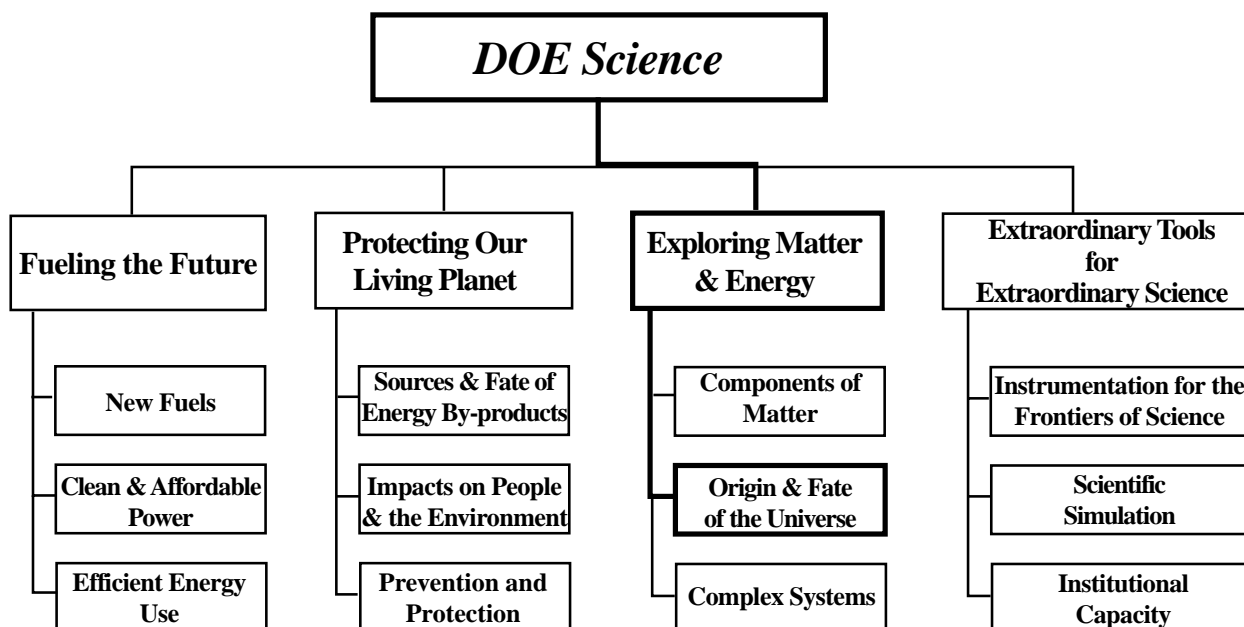 DOE Science
Fueling the Future
Protecting Our
Living Planet
Exploring Matter
& Energy
Extraordinary Tools
for
Extraordinary Science
New Fuels
Sources & Fate of
Energy By-products
Components of
Matter
Instrumentation for the
Frontiers of Science
Clean & Affordable
Power
Impacts on People
& the Environment
Origin & Fate
of the Universe
Scientific
Simulation
Efficient Energy
Use
Prevention and
Protection
Complex Systems
Institutional
Capacity